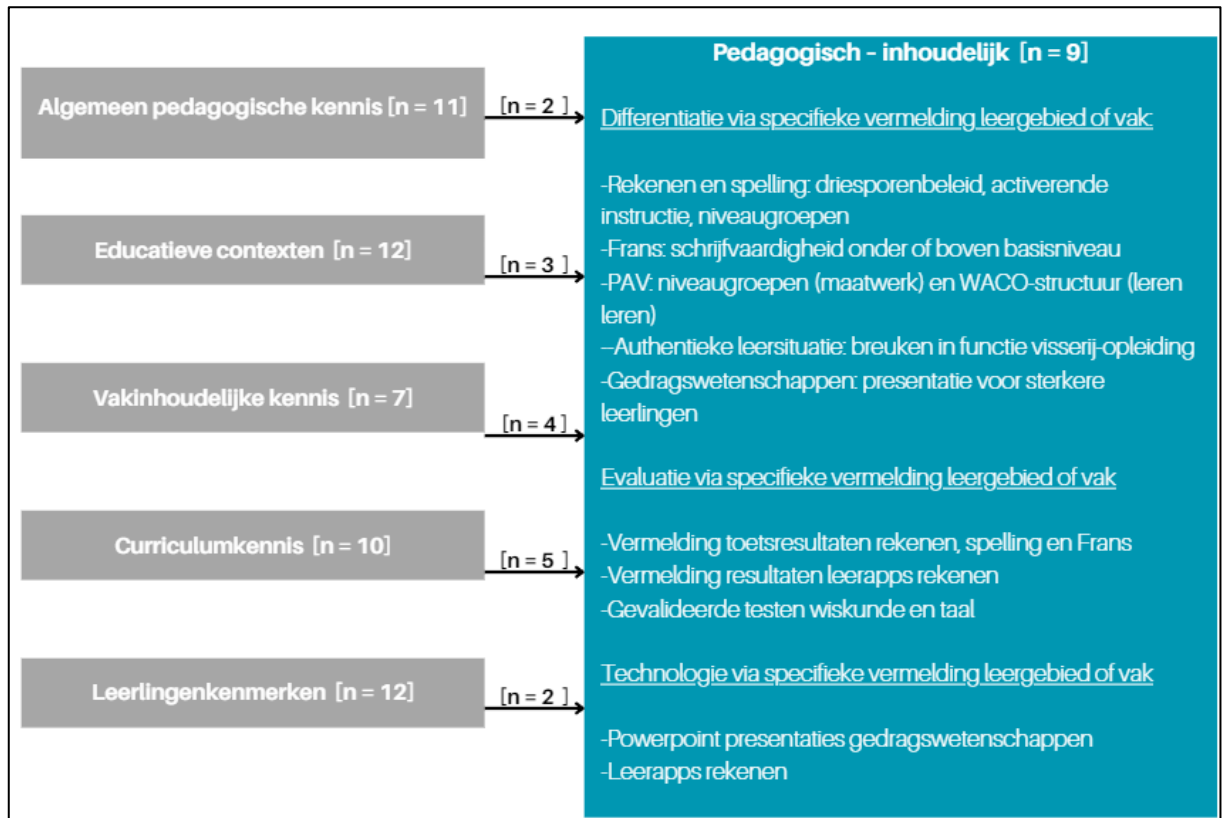 Algemeen pedagogische kennis [n = 11]
[n = 2 ]
Educatieve contexten [n = 12]
[n = 3 ]
Vakinhoudelijke kennis [n = 7]
[n = 4 ]
Curriculumkennis [n = 10]
[n = 5 ]
Leerlingenkenmerken [n = 12]
[n = 2 ]
Pedagogisch - inhoudelijk [n = 9]
Differentiatie via specifieke vermelding leergebied of vak:
-Rekenen en spelling: driesporenbeleid, activerende
instructie, niveaugroepen
-Frans: schrijfvaardigheid onder of boven basisniveau
-PAV: niveaugroepen (maatwerk) en WACO-structuur (leren
leren)
--Authentieke leersituatie: breuken in functie visserij-opleiding
-Gedragswetenschappen: presentatie voor sterkere
leerlingen
Evaluatie via specifieke vermelding leergebied of vak
-Vermelding toetsresultaten rekenen, spelling en Frans
-Vermelding resultaten leerapps rekenen
-Gevalideerde testen wiskunde en taal
Technologie via specifieke vermelding leergebied of vak
-Powerpoint presentaties gedragswetenschappen
-Leerapps rekenen